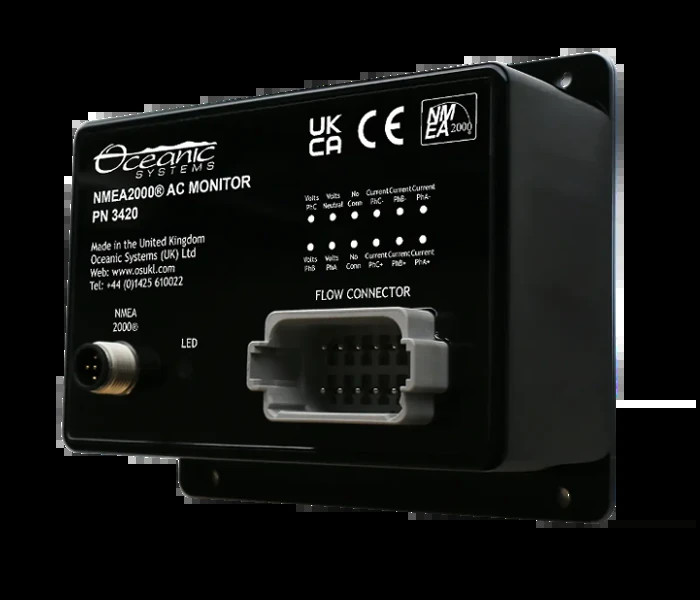 Oceanic
SYSTEMS
UK
CA
CE
NM
EA 2000®
NMEA2000® AC MONITOR
PN 3420
Made in the United Kingdom
Oceanic Systems (UK) Ltd
Web: www.osukl.com
Tel: +44 (0)1425 610022
Volts Volts No Current Current Current
PhC Neutral Conn PhC- PhB- PhA-
Volts Volts No Current Current Current
PhB PhA Conn PhC+ PhB+ PhA+
FLOW CONNECTOR
NMEA
2000®
LED